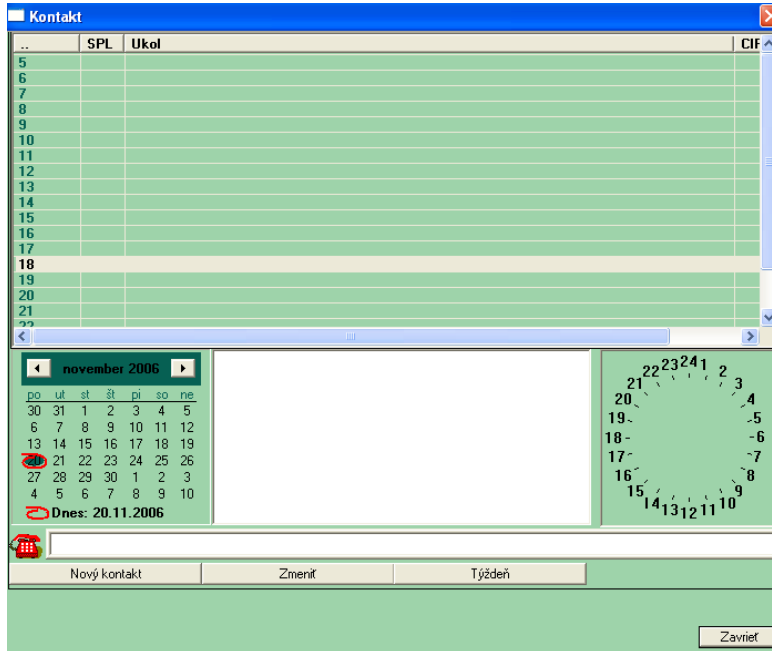 Kontakt
.. SPL Ukol CIF
5
6
7
8
9
10
11
12
13
14
15
16
17
18
19
20
21
22
november 2006
po ut st št pi so ne
30 31 1 2 3 4 5
6 7 8 9 10 11 12
13 14 15 16 17 18 19
20 21 22 23 24 25 26
27 28 29 30 1 2 3
4 5 6 7 8 9 10
Dnes: 20.11.2006
24 1 2 3 4 5 6 7 8 9 10 11 12 13 14 15 16 17 18 19 20 21 22 23
Nový kontakt Zmeniť Týždeň
Zavrieť